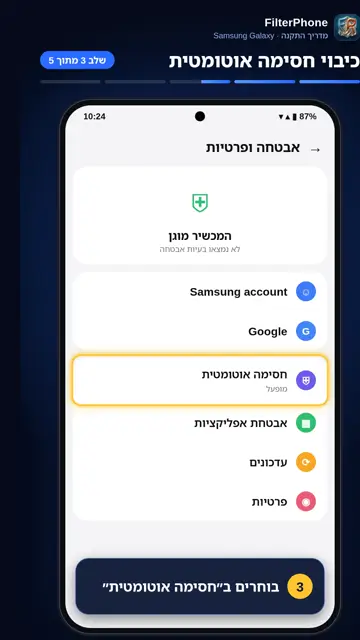 FilterPhone
מדריך התקנה · Samsung Galaxy
כיבוי חסימה אוטומטית
שלב 3 מתוך 5
10:24
87%
אבטחה ופרטיות
המכשיר מוגן
לא נמצאו בעיות אבטחה
Samsung account
G Google
חסימה אוטומטית
מופעל
אבטחת אפליקציות
עדכונים
פרטיות
3 בוחרים ב״חסימה אוטומטית״